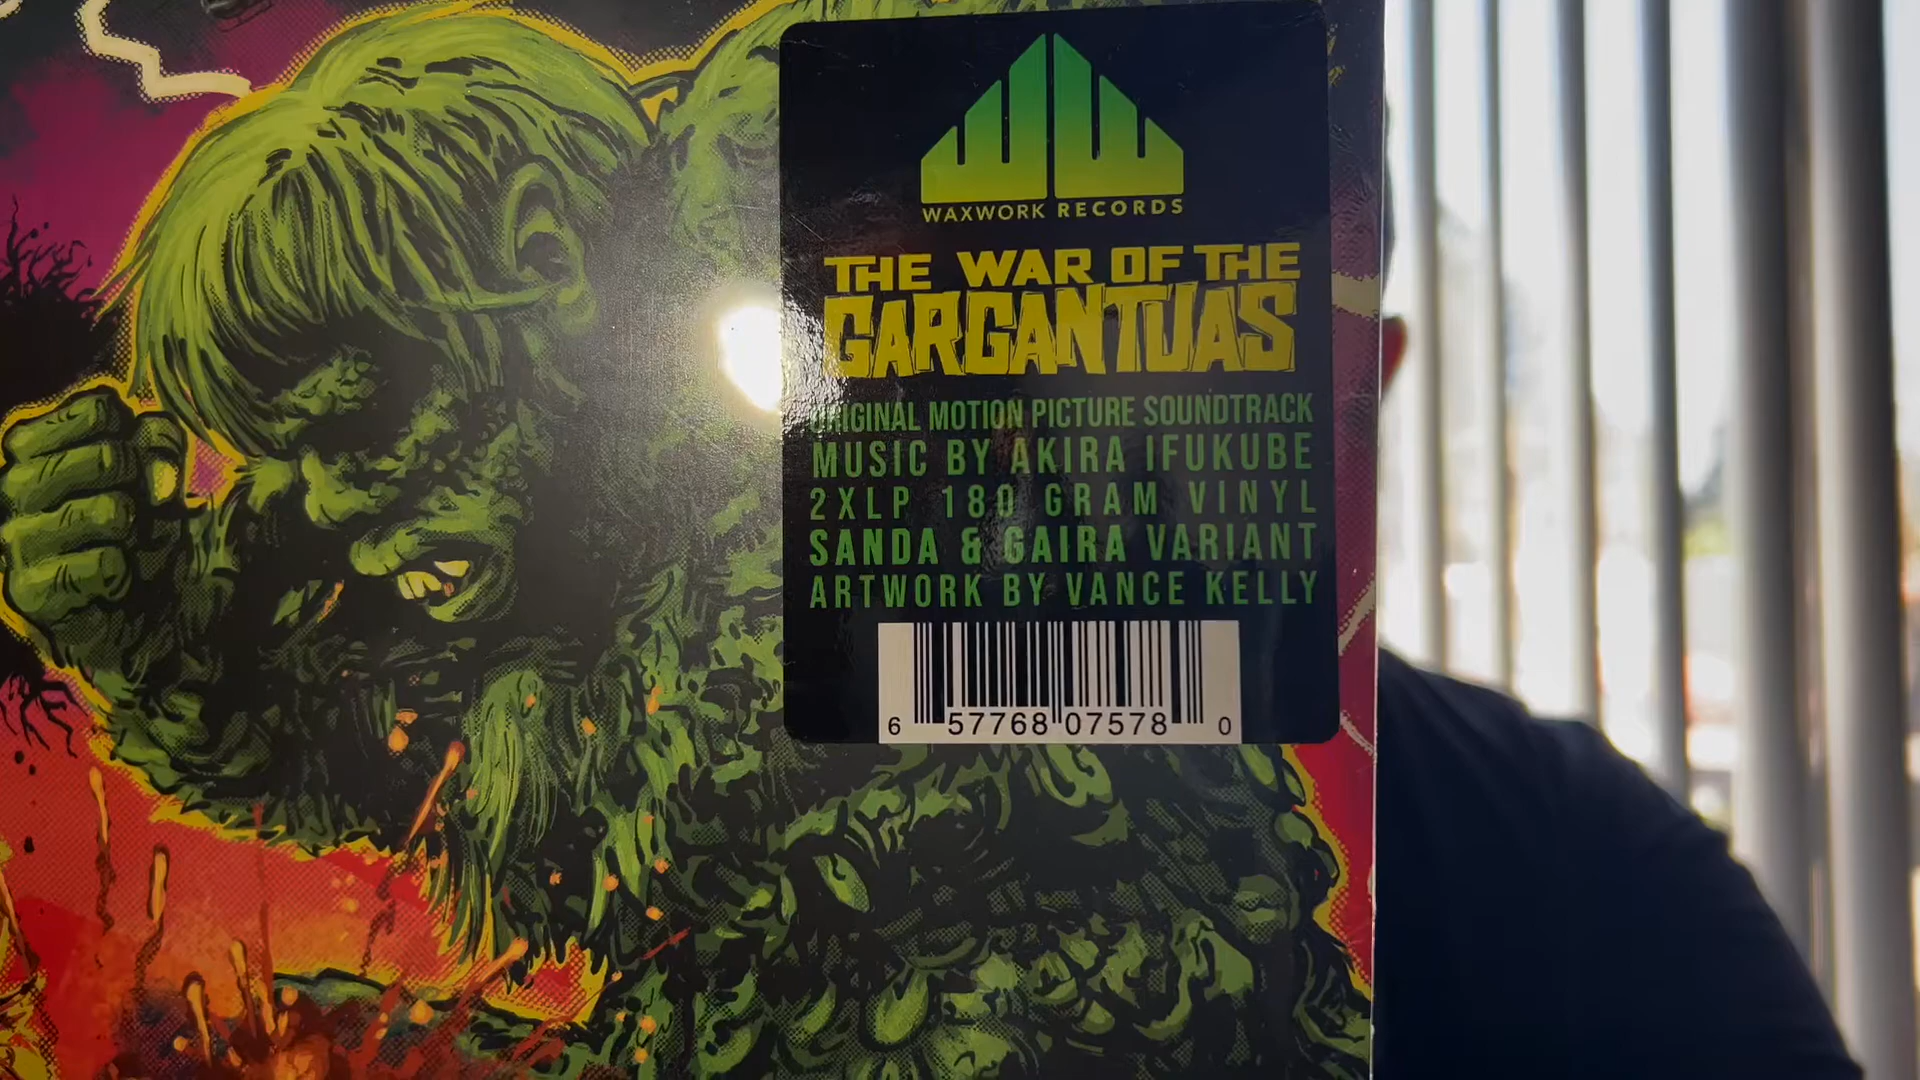 WAXWORK RECORDS
THE WAR OF THE
GARGANTUAS
ORIGINAL MOTION PICTURE SOUNDTRACK
MUSIC BY AKIRA IFUKUBE
2XLP 180 GRAM VINYL
SANDA & GAIRA VARIANT
ARTWORK BY VANCE KELLY
6 57768 07578 0